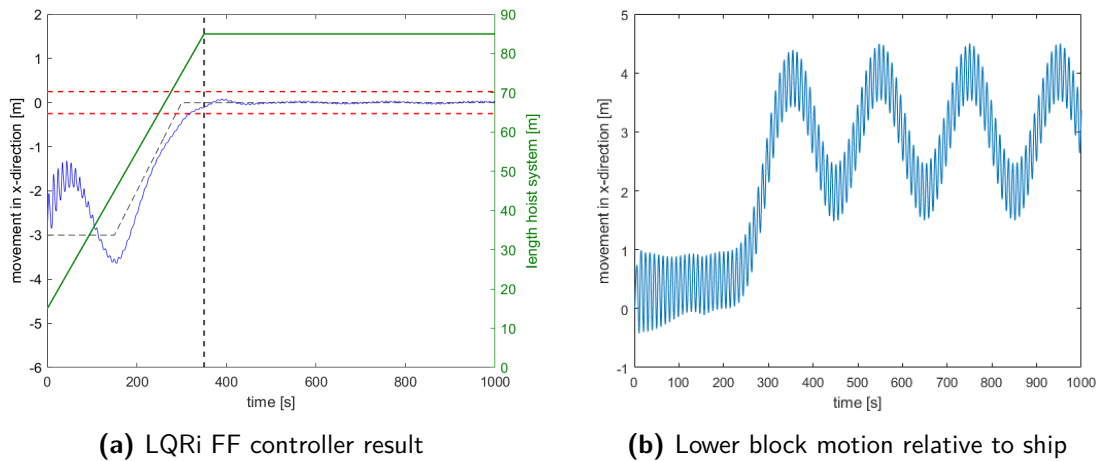 2
1
0
-1
-2
-3
-4
-5
-6
movement in x-direction [m]
0 200 400 600 800 1000
time [s]
90
80
70
60
50
40
30
20
10
0
length hoist system [m]
(a) LQRi FF controller result
5
4
3
2
1
0
-1
movement in x-direction [m]
0 100 200 300 400 500 600 700 800 900 1000
time [s]
(b) Lower block motion relative to ship